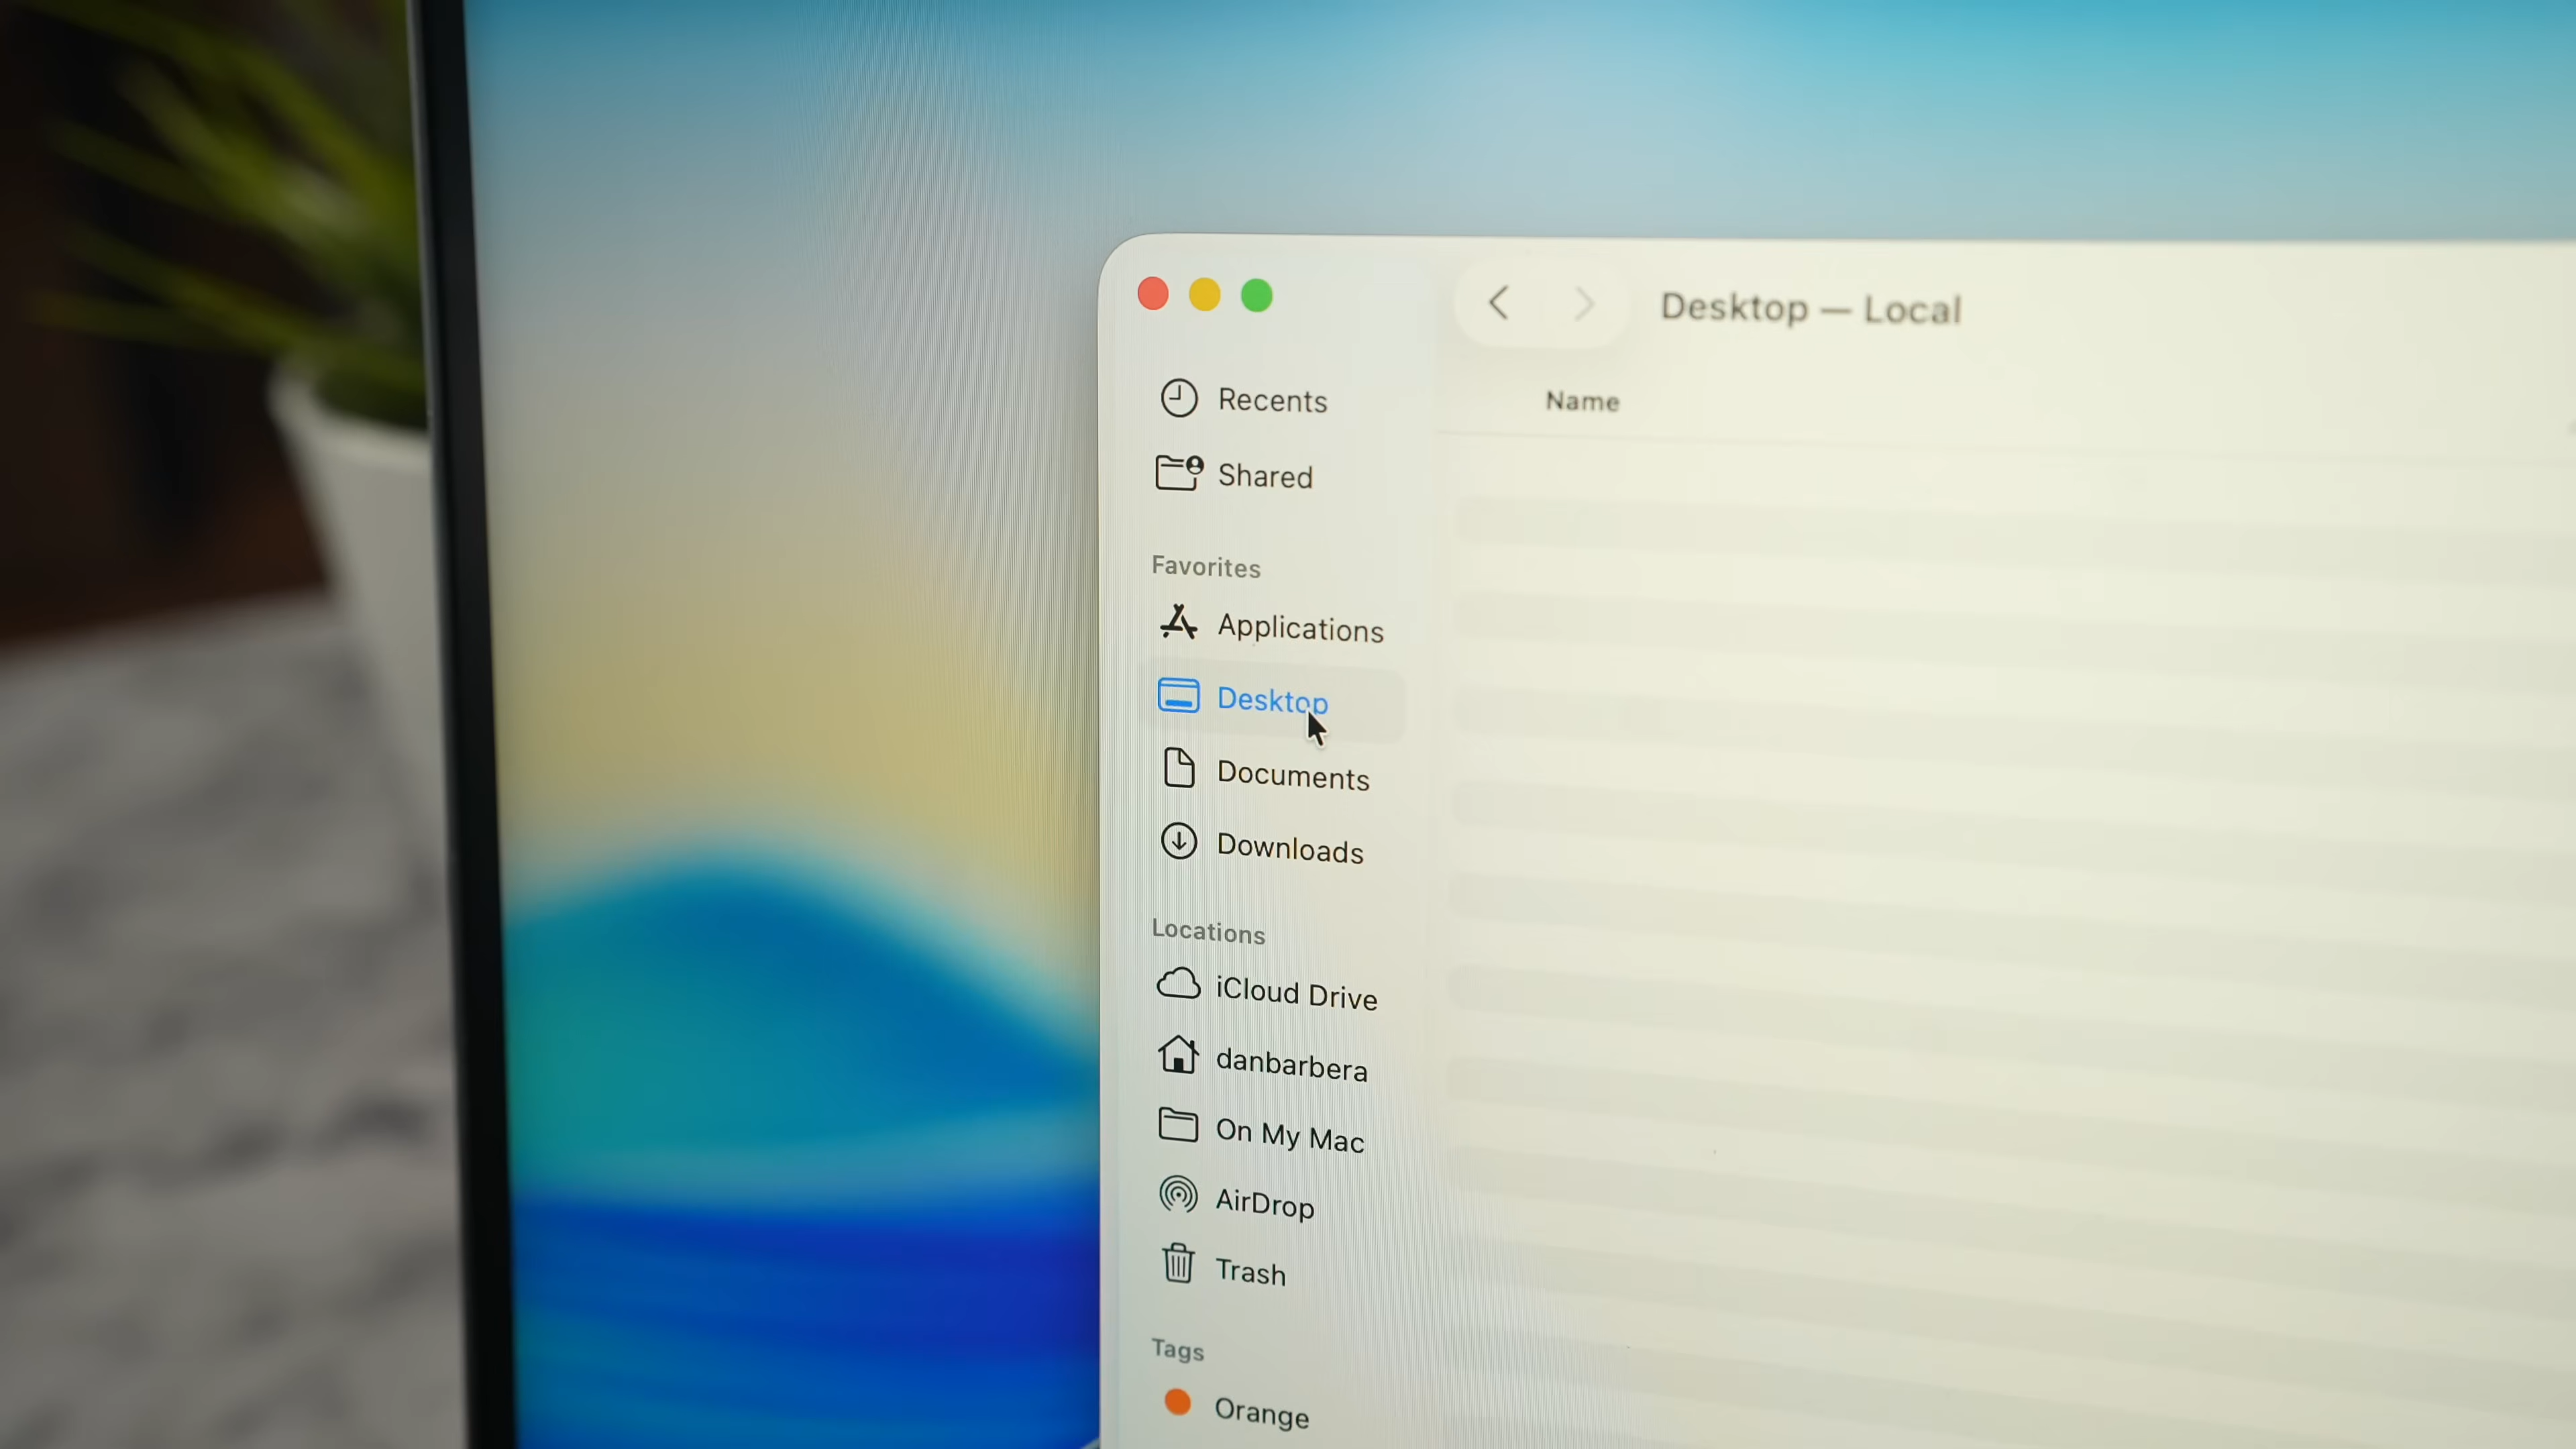 Desktop — Local
Name
Recents
Shared
Favorites
Applications
Desktop
Documents
Downloads
Locations
iCloud Drive
danbarbera
On My Mac
AirDrop
Trash
Tags
Orange